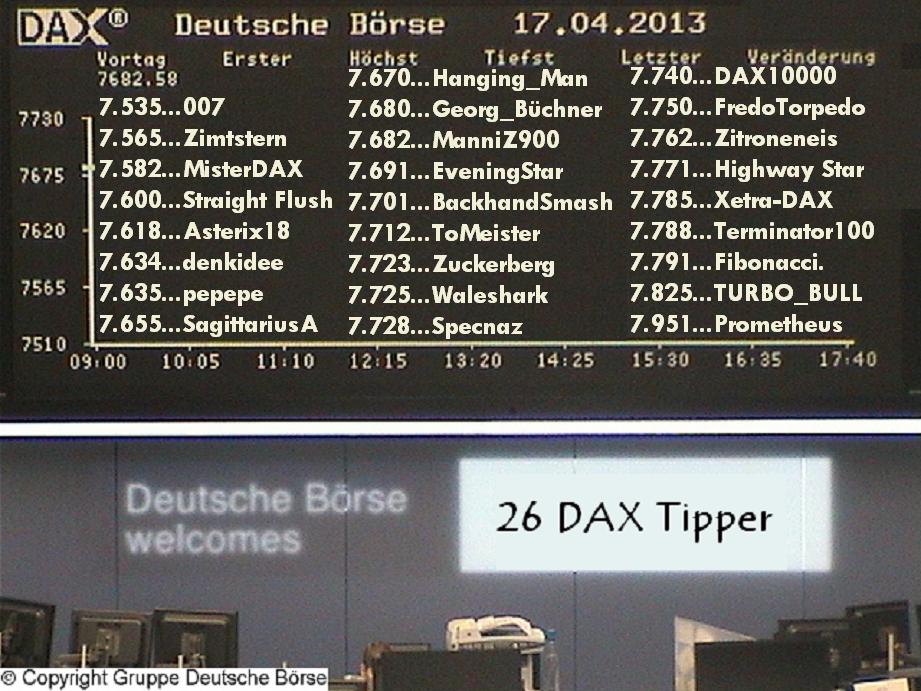 DAX® Deutsche Börse 17.04.2013
Vortag Erster Höchst Tiefst Letzter Veränderung
7682.58
7.535...007
7.565...Zimtstern
7.582...MisterDAX
7.600...Straight Flush
7.618...Asterix18
7.634...denkidee
7.635...pepepe
7.655...SagittariusA
7.670...Hanging_Man
7.680...Georg_Büchner
7.682...ManniZ900
7.691...EveningStar
7.701...BackhandSmash
7.712...ToMeister
7.723...Zuckerberg
7.725...Waleshark
7.728...Specnaz
7.740...DAX10000
7.750...FredoTorpedo
7.762...Zitroneneis
7.771...Highway Star
7.785...Xetra-DAX
7.788...Terminator100
7.791...Fibonacci.
7.825...TURBO_BULL
7.951...Prometheus
7730
7675
7620
7565
7510
09:00 10:05 11:10 12:15 13:20 14:25 15:30 16:35 17:40
Deutsche Börse
welcomes
26 DAX Tipper
© Copyright Gruppe Deutsche Börse